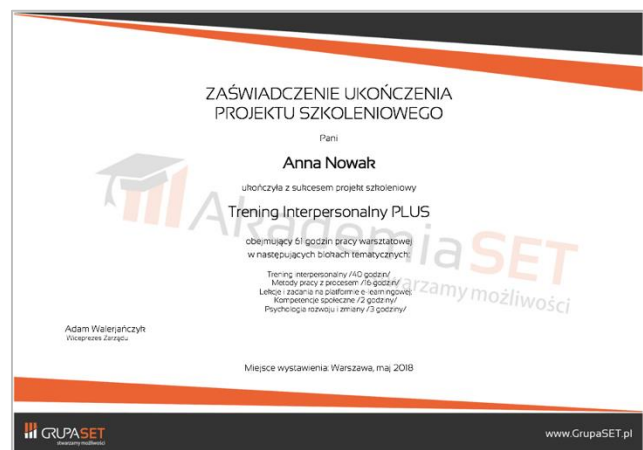 ZAŚWIADCZENIE UKOŃCZENIA
PROJEKTU SZKOLENIOWEGO
Pani
Anna Nowak
ukończyła z sukcesem projekt szkoleniowy
Trening Interpersonalny PLUS
obejmujący 61 godzin pracy warsztatowej
w następujących blokach tematycznych:
Trening interpersonalny /40 godzin/
Metody pracy z procesem /16 godzin/
Lekcje i zadania na platformie e-learningowej:
Kompetencje społeczne /2 godziny/
Psychologia rozwoju i zmiany /3 godziny/
AkademiaSET
stwarzamy możliwości
Adam Walerjańczyk
Wiceprezes Zarządu
Miejsce wystawienia: Warszawa, maj 2018
GRUPASET
stwarzamy możliwości
www.GrupaSET.pl